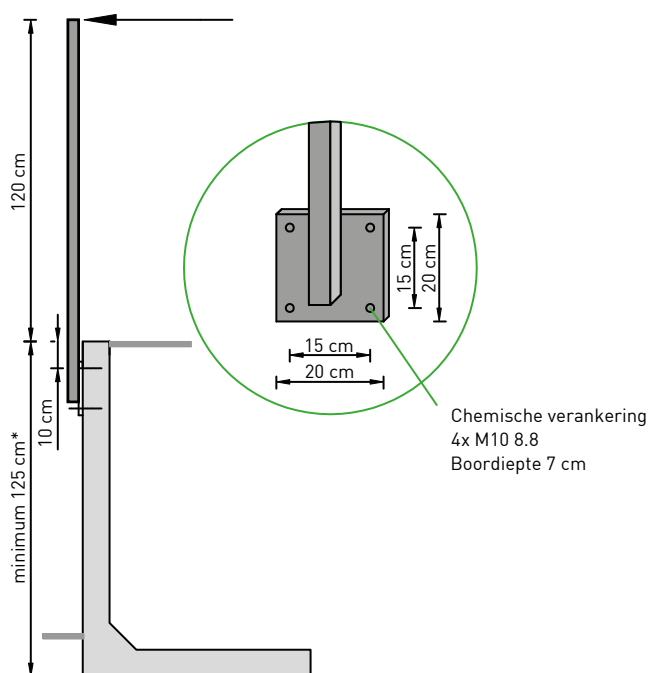 120 cm
10 cm
minimum 125 cm*
15 cm
20 cm
15 cm
20 cm
Chemische verankering
4x M10 8.8
Boordiepte 7 cm